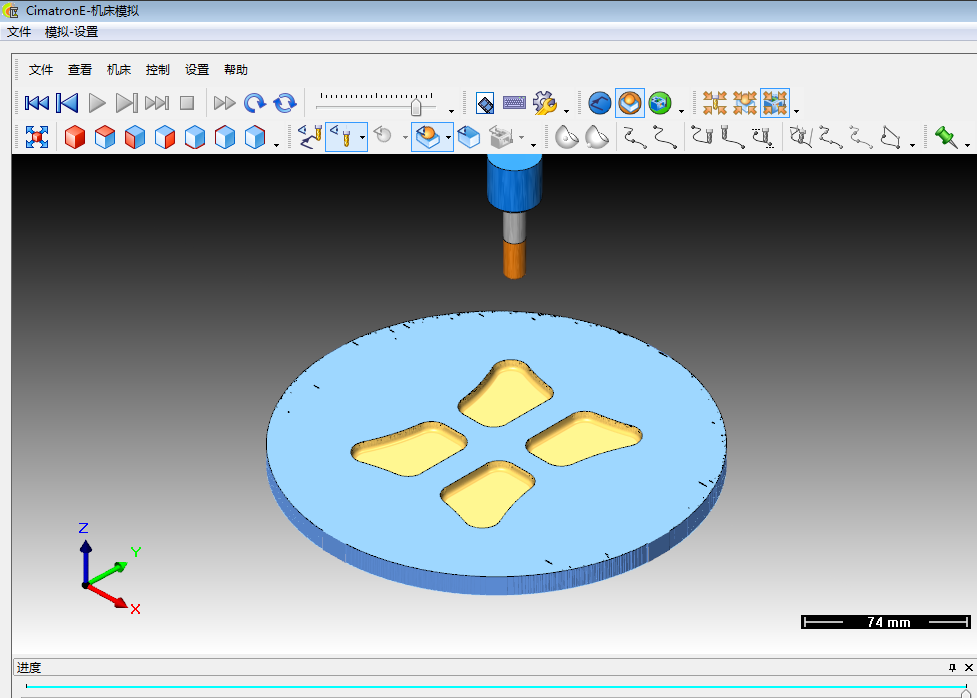 CimatronE-机床模拟
文件 模拟-设置
文件 查看 机床 控制 设置 帮助
Z
Y
X
74 mm
进度